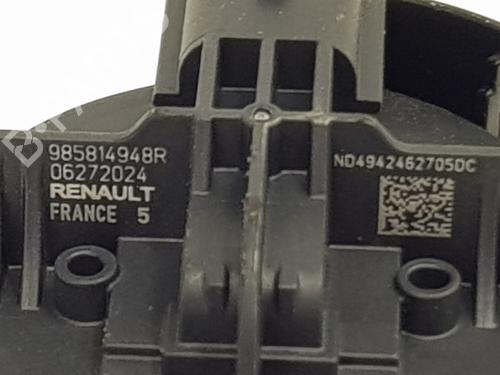 985814948R
06272024
RENAULT
FRANCE 5
ND4942462705DC